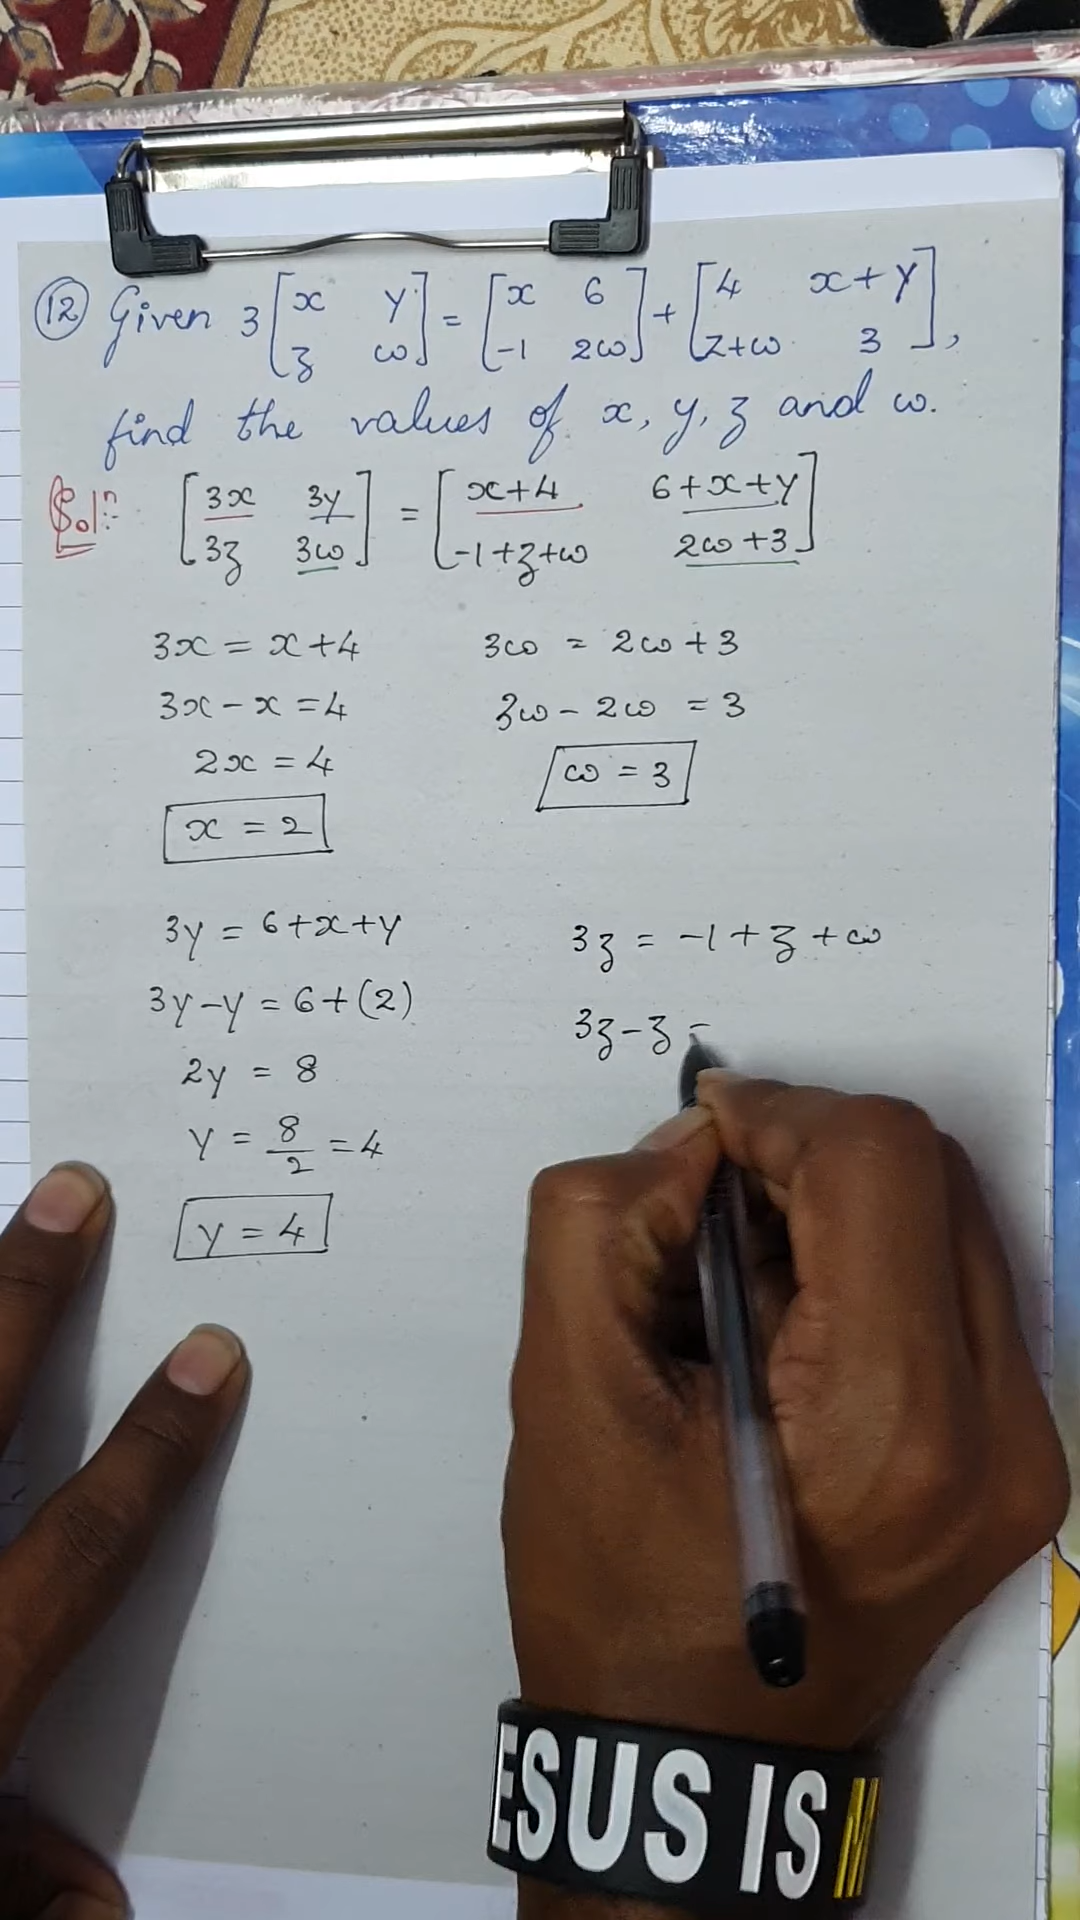 12 Given 3 [x y; z ω] = [x 6; -1 2ω] + [4 x+y; z+ω 3],
find the values of x, y, z and ω.
Sol:- [3x 3y; 3z 3ω] = [x+4 6+x+y; -1+z+ω 2ω+3]
3x = x+4
3x - x = 4
2x = 4
x = 2
3ω = 2ω + 3
3ω - 2ω = 3
ω = 3
3y = 6+x+y
3y-y = 6+(2)
2y = 8
y = 8/2 = 4
y = 4
3z = -1 + z + ω
3z - z =
ESUS IS